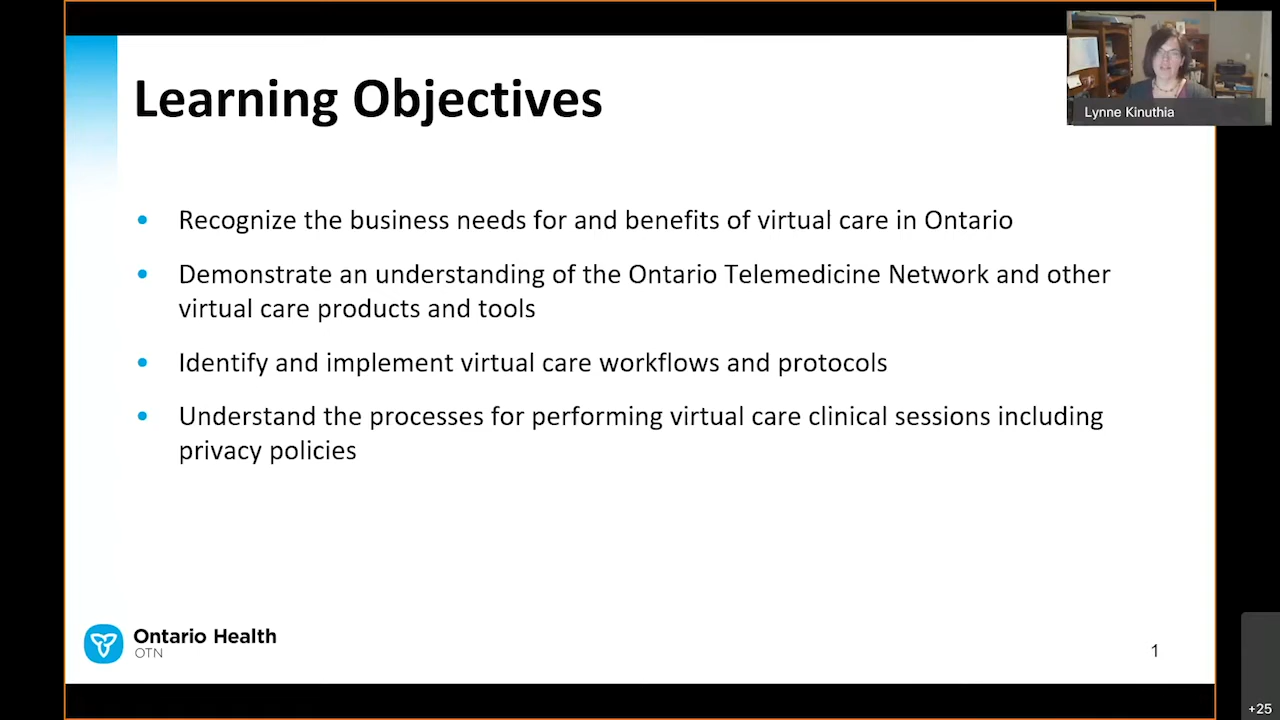 Learning Objectives
Lynne Kinuthia
• Recognize the business needs for and benefits of virtual care in Ontario
• Demonstrate an understanding of the Ontario Telemedicine Network and other
virtual care products and tools
• Identify and implement virtual care workflows and protocols
• Understand the processes for performing virtual care clinical sessions including
privacy policies
Ontario Health
OTN
1
+25